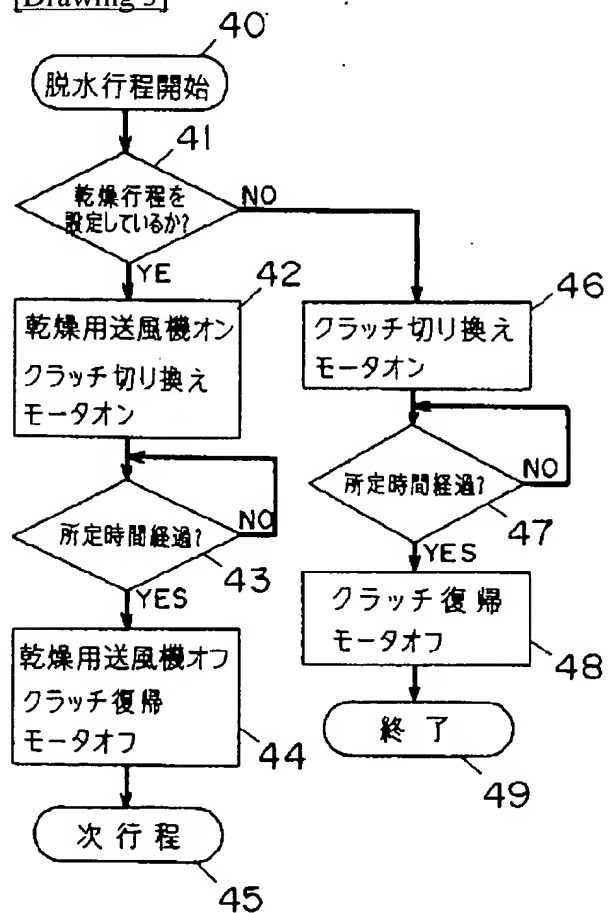 [Drawing 3]
40
脱水行程開始
41
乾燥行程を
設定しているか?
NO
YE
42
乾燥用送風機オン
クラッチ切り換え
モータオン
46
クラッチ切り換え
モータオン
所定時間経過?
NO
43
YES
所定時間経過?
NO
47
YES
乾燥用送風機オフ
クラッチ復帰
モータオフ
44
クラッチ復帰
モータオフ
48
次行程
45
終了
49